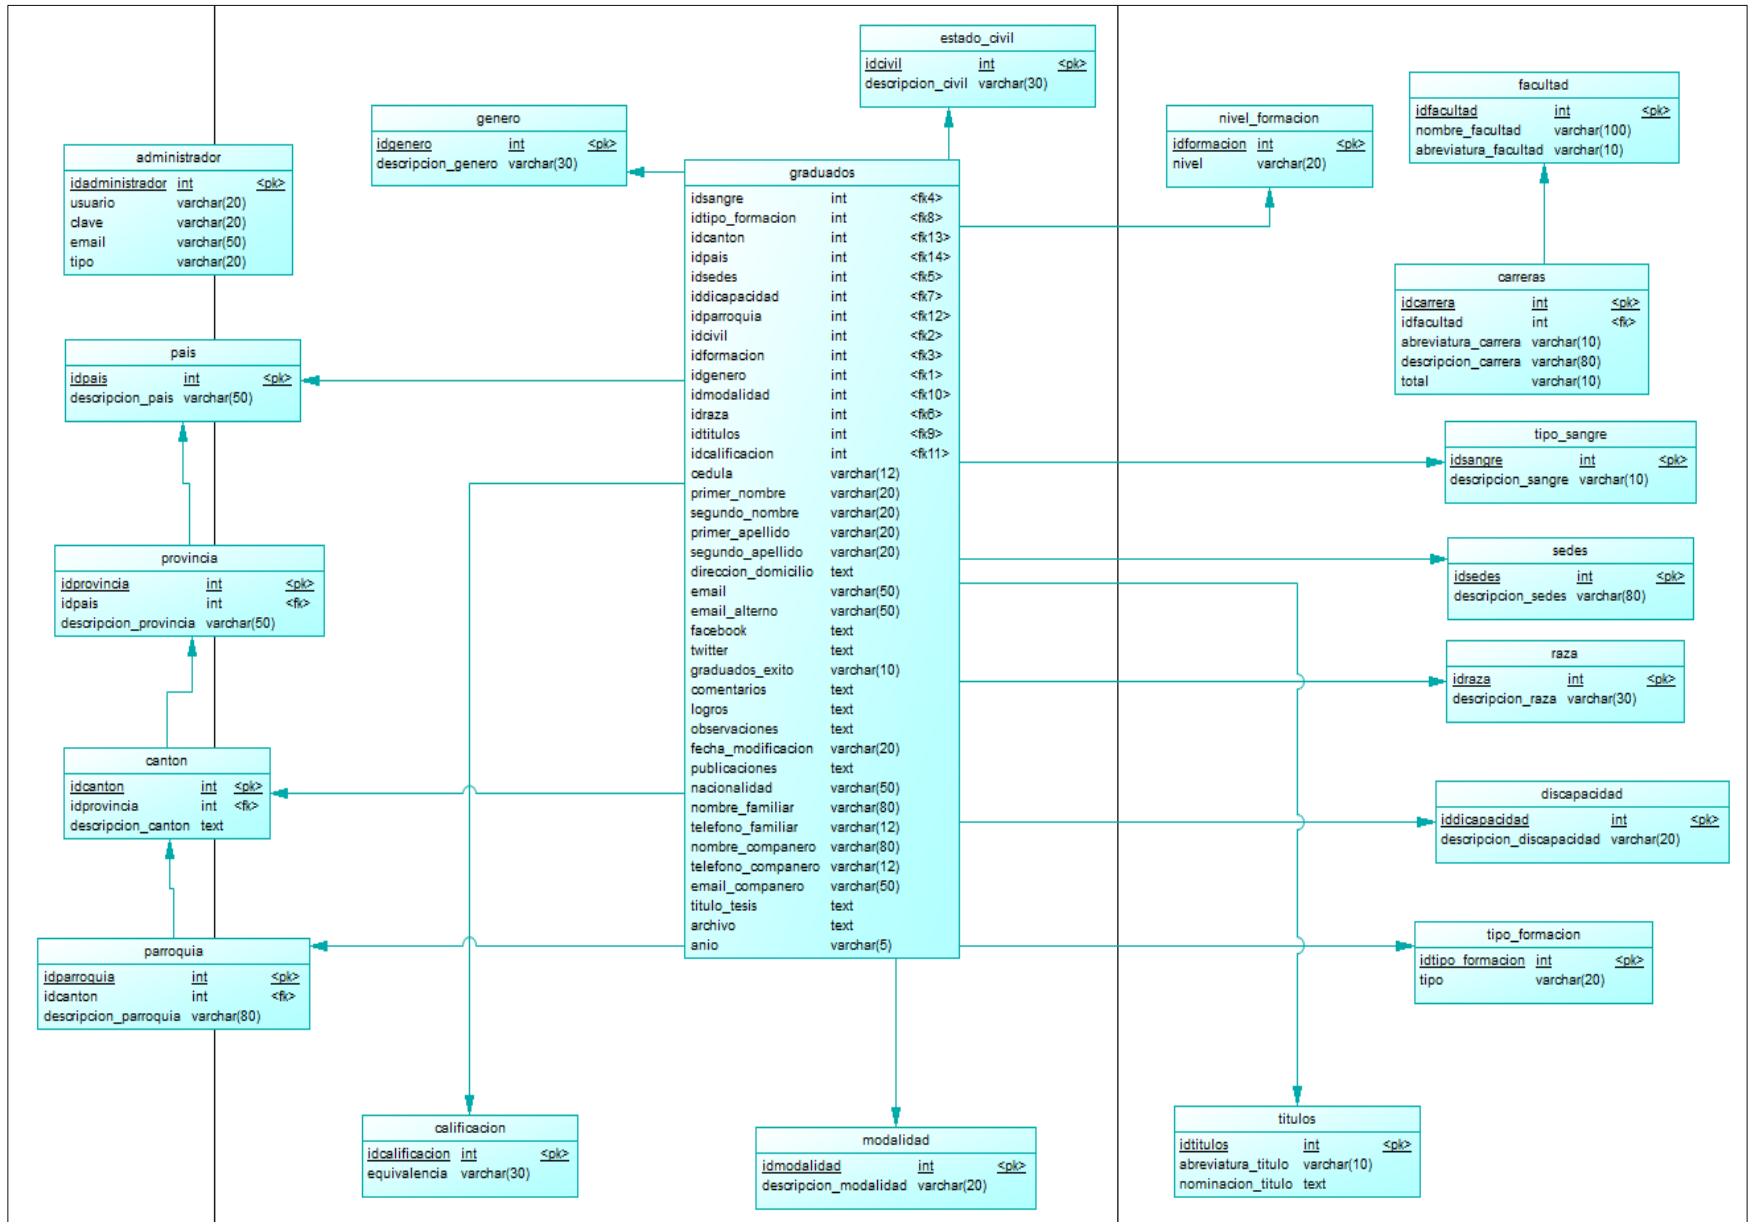 estado_civil
idcivil int <pk>
descripcion_civil varchar(30)
genero
idgenero int <pk>
descripcion_genero varchar(30)
nivel_formacion
idformacion int <pk>
nivel varchar(20)
facultad
idfacultad int <pk>
nombre_facultad varchar(100)
abreviatura_facultad varchar(10)
administrador
idadministrador int <pk>
usuario varchar(20)
clave varchar(20)
email varchar(50)
tipo varchar(20)
graduados
idsangre int <fk4>
idtipo_formacion int <fk8>
idcanton int <fk13>
idpais int <fk14>
idsedes int <fk5>
iddicapacidad int <fk7>
idparroquia int <fk12>
idcivil int <fk2>
idformacion int <fk3>
idgenero int <fk1>
idmodalidad int <fk10>
idraza int <fk6>
idtitulos int <fk9>
idcalificacion int <fk11>
cedula varchar(12)
primer_nombre varchar(20)
segundo_nombre varchar(20)
primer_apellido varchar(20)
segundo_apellido varchar(20)
direccion_domicilio text
email varchar(50)
email_alterno varchar(50)
facebook text
twitter text
graduados_exito varchar(10)
comentarios text
logros text
observaciones text
fecha_modificacion varchar(20)
publicaciones text
nacionalidad varchar(50)
nombre_familiar varchar(80)
telefono_familiar varchar(12)
nombre_companero varchar(80)
telefono_companero varchar(12)
email_companero varchar(50)
titulo_tesis text
archivo text
anio varchar(5)
carreras
idcarrera int <pk>
idfacultad int <fk>
abreviatura_carrera varchar(10)
descripcion_carrera varchar(80)
total varchar(10)
pais
idpais int <pk>
descripcion_pais varchar(50)
tipo_sangre
idsangre int <pk>
descripcion_sangre varchar(10)
provincia
idprovincia int <pk>
idpais int <fk>
descripcion_provincia varchar(50)
sedes
idsedes int <pk>
descripcion_sedes varchar(80)
raza
idraza int <pk>
descripcion_raza varchar(30)
canton
idcanton int <pk>
idprovincia int <fk>
descripcion_canton text
discapacidad
iddicapacidad int <pk>
descripcion_discapacidad varchar(20)
parroquia
idparroquia int <pk>
idcanton int <fk>
descripcion_parroquia varchar(80)
tipo_formacion
idtipo_formacion int <pk>
tipo varchar(20)
calificacion
idcalificacion int <pk>
equivalencia varchar(30)
modalidad
idmodalidad int <pk>
descripcion_modalidad varchar(20)
titulos
idtitulos int <pk>
abreviatura_titulo varchar(10)
nominacion_titulo text